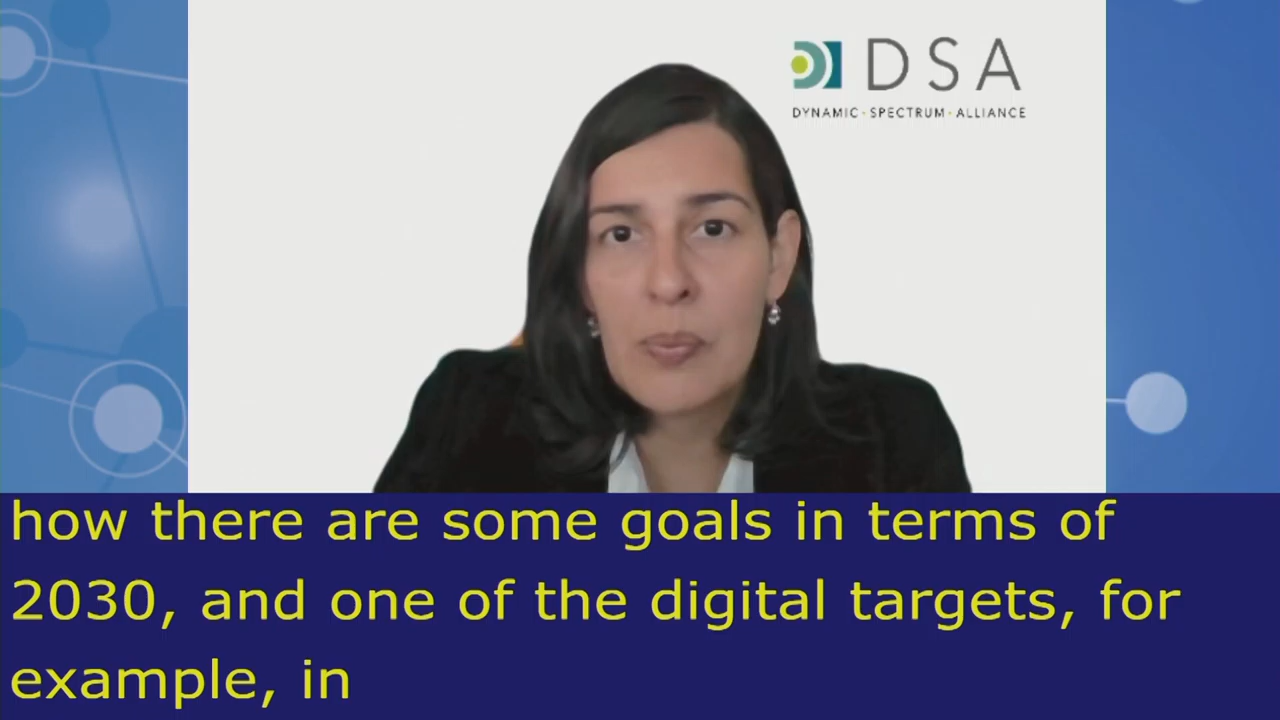 DSA
DYNAMIC · SPECTRUM · ALLIANCE
how there are some goals in terms of
2030, and one of the digital targets, for
example, in